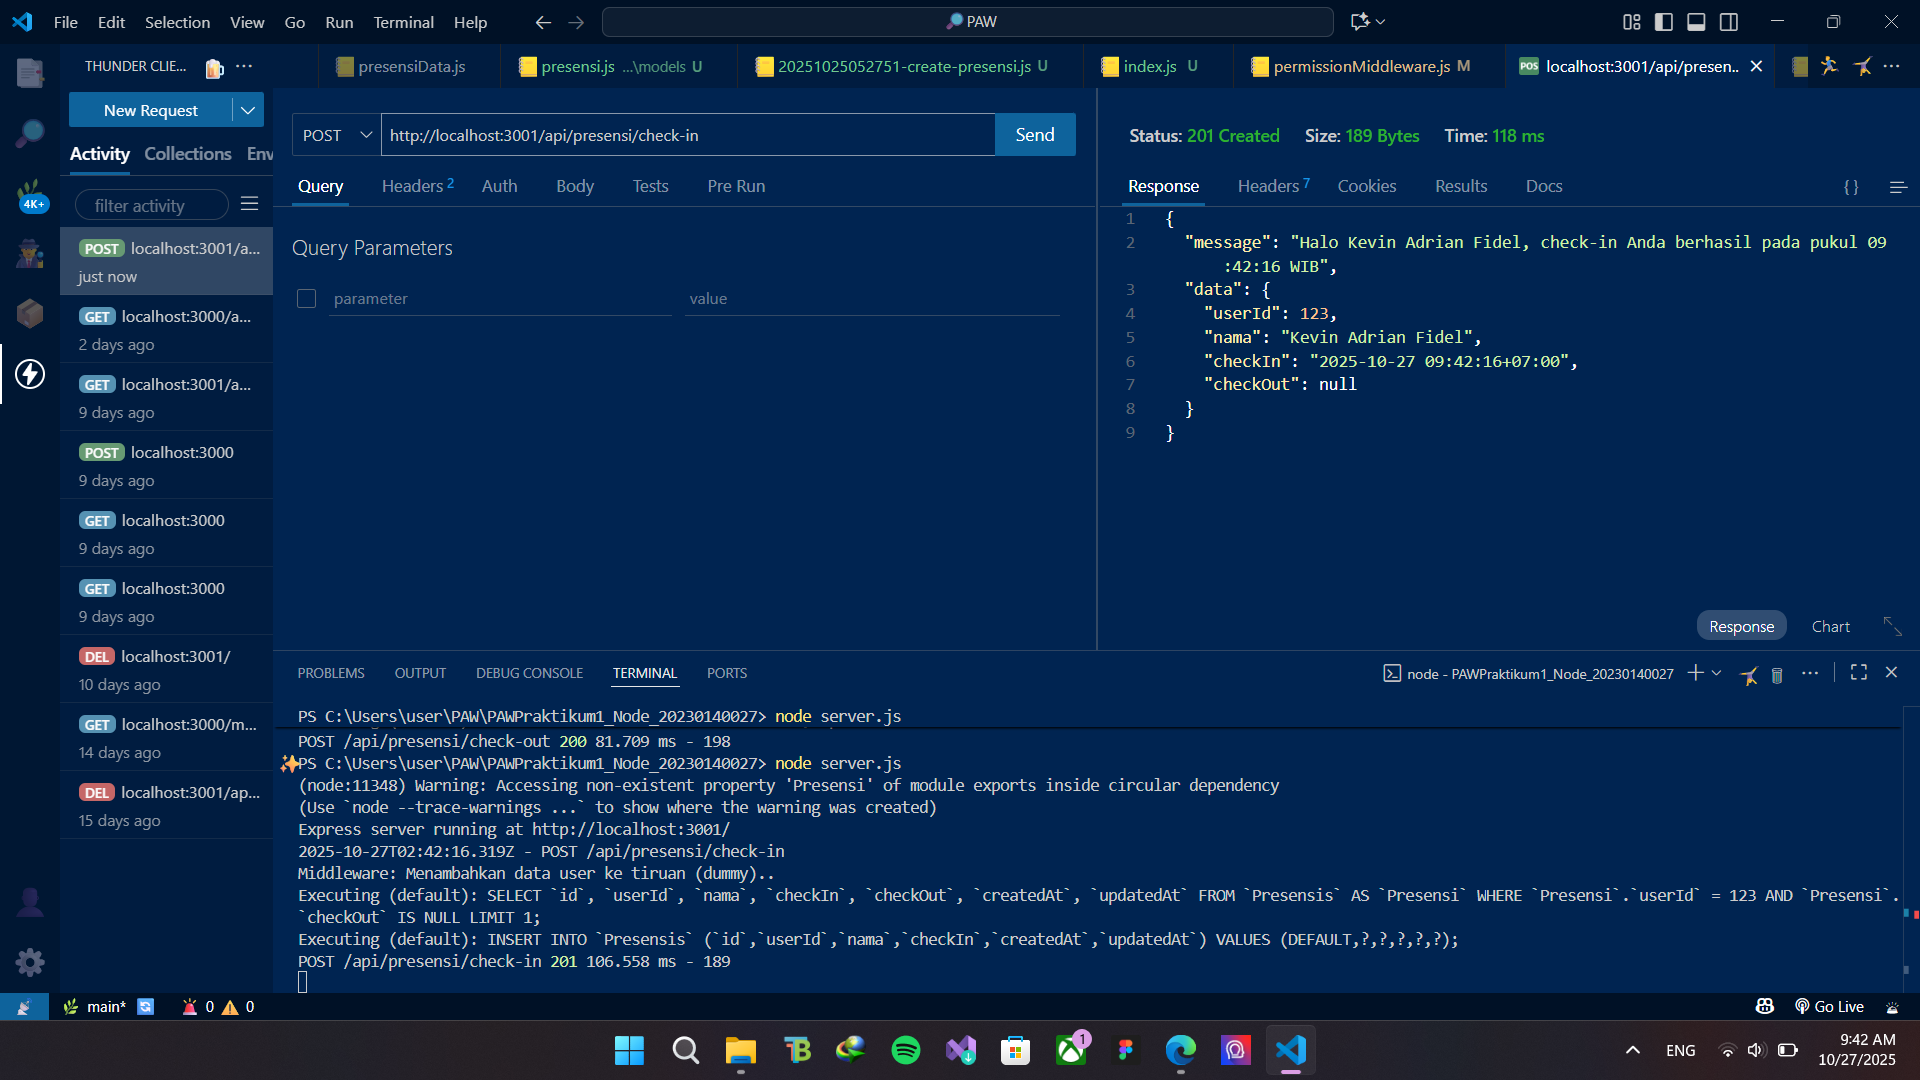 File Edit Selection View Go Run Terminal Help
PAW
THUNDER CLIE...
presensiData.js
presensi.js ...\models U
20251025052751-create-presensi.js U
index.js U
permissionMiddleware.js M
POS localhost:3001/api/presen..
New Request
Activity Collections Env
filter activity
POST localhost:3001/a...
just now
GET localhost:3000/a...
2 days ago
GET localhost:3001/a...
9 days ago
POST localhost:3000
9 days ago
GET localhost:3000
9 days ago
GET localhost:3000
9 days ago
DEL localhost:3001/
10 days ago
GET localhost:3000/m...
14 days ago
DEL localhost:3001/ap...
15 days ago
4K+
POST http://localhost:3001/api/presensi/check-in Send
Query Headers 2 Auth Body Tests Pre Run
Query Parameters
parameter value
Status: 201 Created Size: 189 Bytes Time: 118 ms
Response Headers 7 Cookies Results Docs { }
1 {
2 "message": "Halo Kevin Adrian Fidel, check-in Anda berhasil pada pukul 09
:42:16 WIB",
3 "data": {
4 "userId": 123,
5 "nama": "Kevin Adrian Fidel",
6 "checkIn": "2025-10-27 09:42:16+07:00",
7 "checkOut": null
8 }
9 }
Response Chart
PROBLEMS OUTPUT DEBUG CONSOLE TERMINAL PORTS
node - PAWPraktikum1_Node_20230140027
PS C:\Users\user\PAW\PAWPraktikum1_Node_20230140027> node server.js
POST /api/presensi/check-out 200 81.709 ms - 198
PS C:\Users\user\PAW\PAWPraktikum1_Node_20230140027> node server.js
(node:11348) Warning: Accessing non-existent property 'Presensi' of module exports inside circular dependency
(Use `node --trace-warnings ...` to show where the warning was created)
Express server running at http://localhost:3001/
2025-10-27T02:42:16.319Z - POST /api/presensi/check-in
Middleware: Menambahkan data user ke tiruan (dummy)..
Executing (default): SELECT `id`, `userId`, `nama`, `checkIn`, `checkOut`, `createdAt`, `updatedAt` FROM `Presensis` AS `Presensi` WHERE `Presensi`.`userId` = 123 AND `Presensi`.
`checkOut` IS NULL LIMIT 1;
Executing (default): INSERT INTO `Presensis` (`id`,`userId`,`nama`,`checkIn`,`createdAt`,`updatedAt`) VALUES (DEFAULT,?,?,?,?,?);
POST /api/presensi/check-in 201 106.558 ms - 189
main* 0 0
Go Live
1
ENG
9:42 AM
10/27/2025